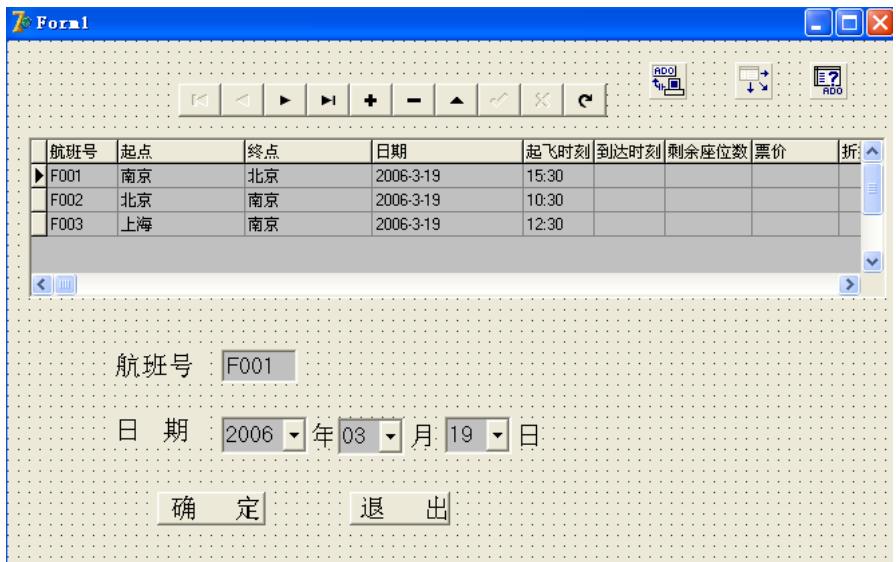 Form1
ADO
ADO
航班号 起点 终点 日期 起飞时刻 到达时刻 剩余座位数 票价
F001 南京 北京 2006-3-19 15:30
F002 北京 南京 2006-3-19 10:30
F003 上海 南京 2006-3-19 12:30
航班号 F001
日 期 2006 年 03 月 19 日
确 定 退 出